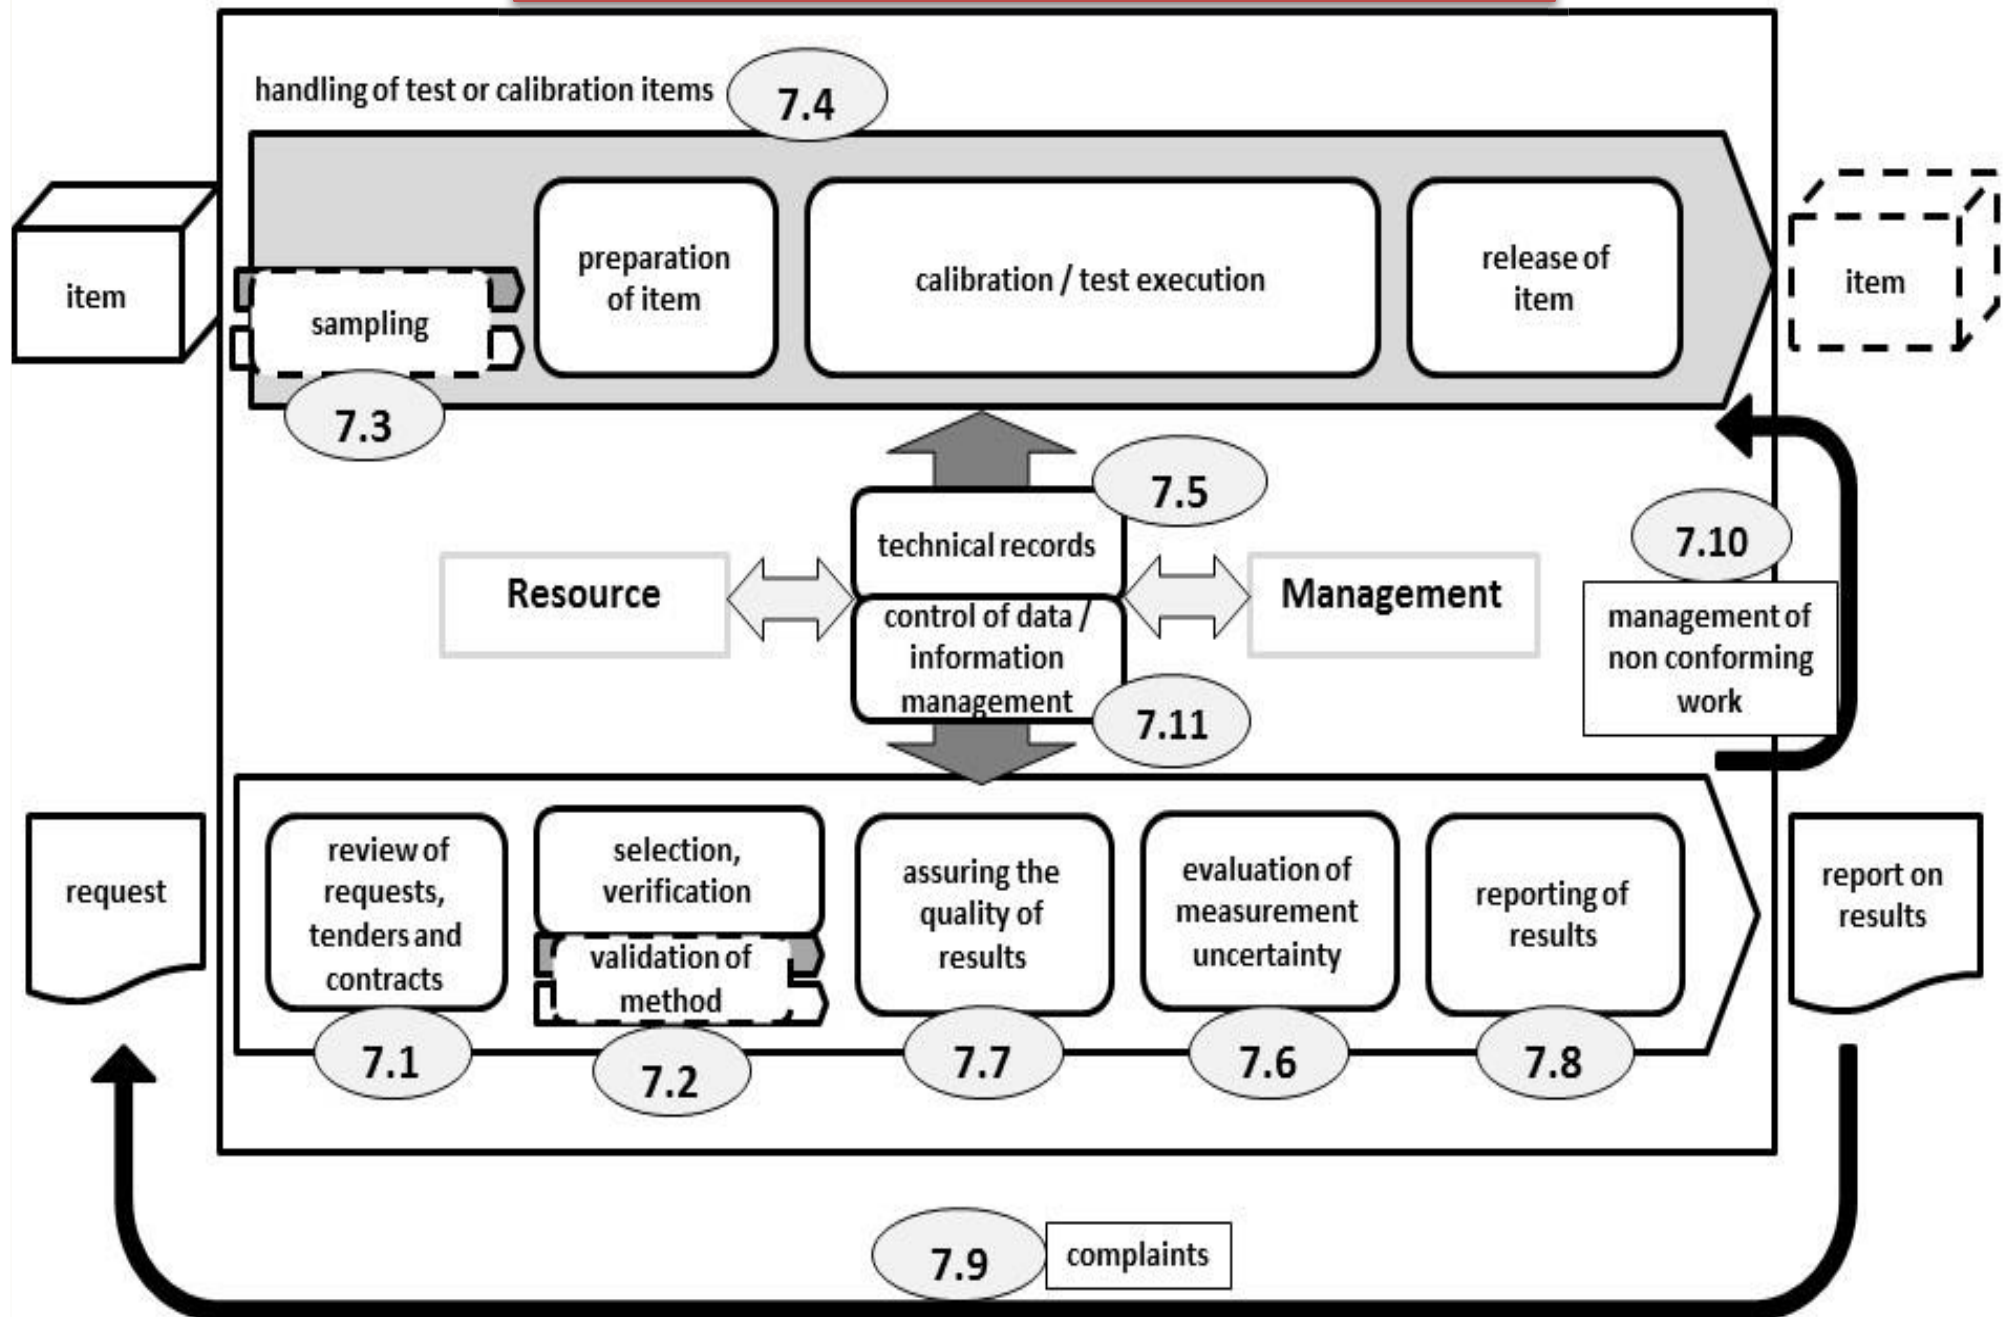 handling of test or calibration items
7.4
item
sampling
7.3
preparation
of item
calibration / test execution
release of
item
item
technical records
7.5
Resource
Management
control of data /
information
management
7.11
7.10
management of
non conforming
work
request
review of
requests,
tenders and
contracts
7.1
selection,
verification
validation of
method
7.2
assuring the
quality of
results
7.7
evaluation of
measurement
uncertainty
7.6
reporting of
results
7.8
report on
results
7.9
complaints